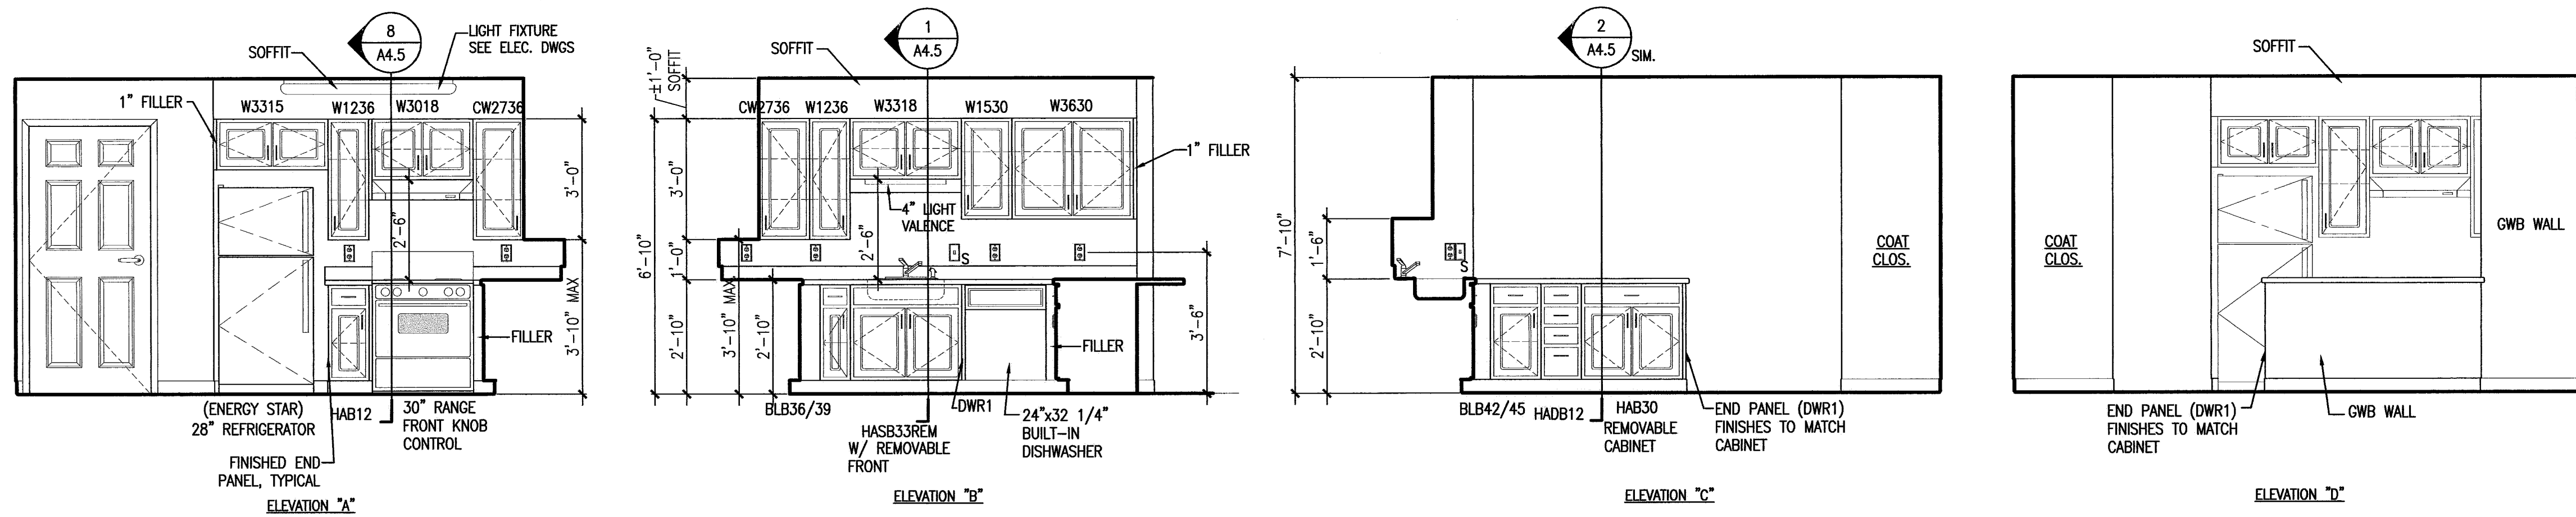 8
A4.5
SOFFIT
LIGHT FIXTURE
SEE ELEC. DWGS
1" FILLER
W3315
W1236
W3018
CW2736
3'-0"
2'-6"
3'-10" MAX
FILLER
(ENERGY STAR)
28" REFRIGERATOR
HAB12
30" RANGE
FRONT KNOB
CONTROL
FINISHED END
PANEL, TYPICAL
ELEVATION "A"
1
A4.5
SOFFIT
±1'-0"
SOFFIT
CW2736
W1236
W3318
W1530
W3630
1" FILLER
3'-0"
6'-10"
1'-0"
2'-6"
4" LIGHT
VALENCE
S
2'-10"
3'-10" MAX
2'-10"
3'-6"
FILLER
BLB36/39
DWR1
HASB33REM
W/ REMOVABLE
FRONT
24"x32 1/4"
BUILT-IN
DISHWASHER
ELEVATION "B"
2
A4.5
SIM.
7'-10"
1'-6"
2'-10"
S
COAT
CLOS.
BLB42/45
HADB12
HAB30
REMOVABLE
CABINET
END PANEL (DWR1)
FINISHES TO MATCH
CABINET
ELEVATION "C"
SOFFIT
COAT
CLOS.
GWB WALL
END PANEL (DWR1)
FINISHES TO MATCH
CABINET
GWB WALL
ELEVATION "D"